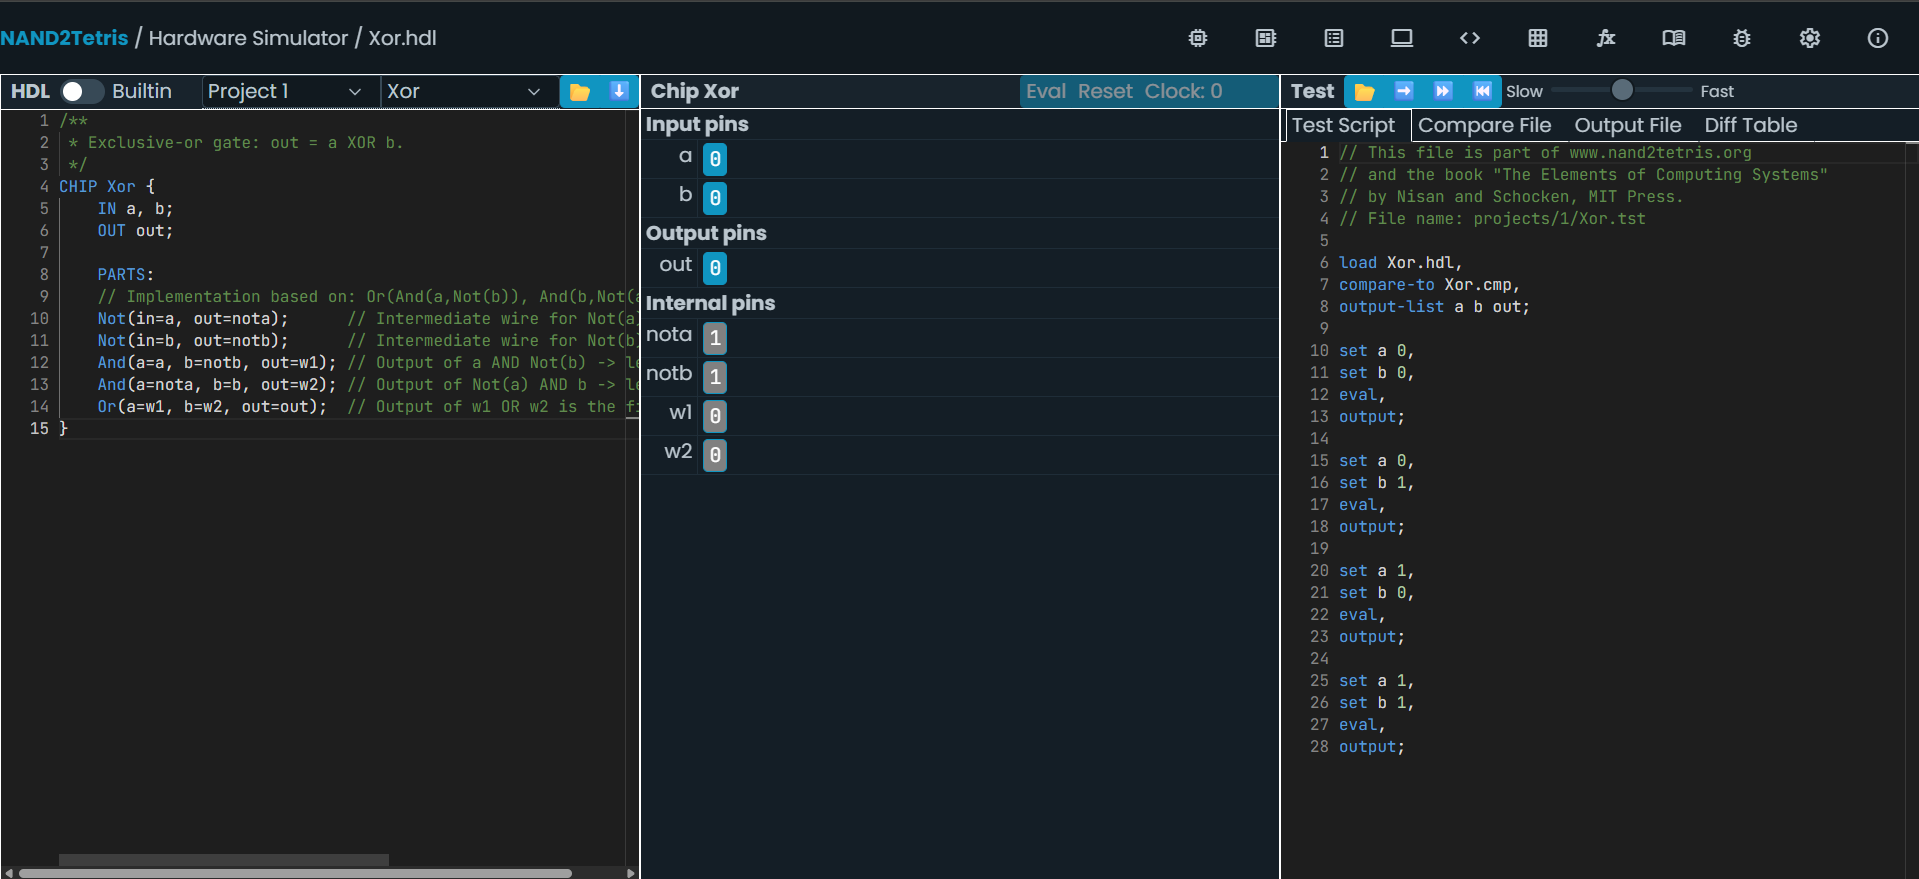 NAND2Tetris / Hardware Simulator / Xor.hdl
HDL Builtin Project 1 Xor
1 /**
2  * Exclusive-or gate: out = a XOR b.
3  */
4 CHIP Xor {
5     IN a, b;
6     OUT out;
7
8     PARTS:
9     // Implementation based on: Or(And(a,Not(b)), And(b,Not(a
10     Not(in=a, out=nota);      // Intermediate wire for Not(a)
11     Not(in=b, out=notb);      // Intermediate wire for Not(b)
12     And(a=a, b=notb, out=w1); // Output of a AND Not(b) -> le
13     And(a=nota, b=b, out=w2); // Output of Not(a) AND b -> le
14     Or(a=w1, b=w2, out=out);  // Output of w1 OR w2 is the fi
15 }
Chip Xor Eval Reset Clock: 0
Input pins
a 0
b 0
Output pins
out 0
Internal pins
nota 1
notb 1
w1 0
w2 0
Test Slow Fast
Test Script Compare File Output File Diff Table
1 // This file is part of www.nand2tetris.org
2 // and the book "The Elements of Computing Systems"
3 // by Nisan and Schocken, MIT Press.
4 // File name: projects/1/Xor.tst
5
6 load Xor.hdl,
7 compare-to Xor.cmp,
8 output-list a b out;
9
10 set a 0,
11 set b 0,
12 eval,
13 output;
14
15 set a 0,
16 set b 1,
17 eval,
18 output;
19
20 set a 1,
21 set b 0,
22 eval,
23 output;
24
25 set a 1,
26 set b 1,
27 eval,
28 output;